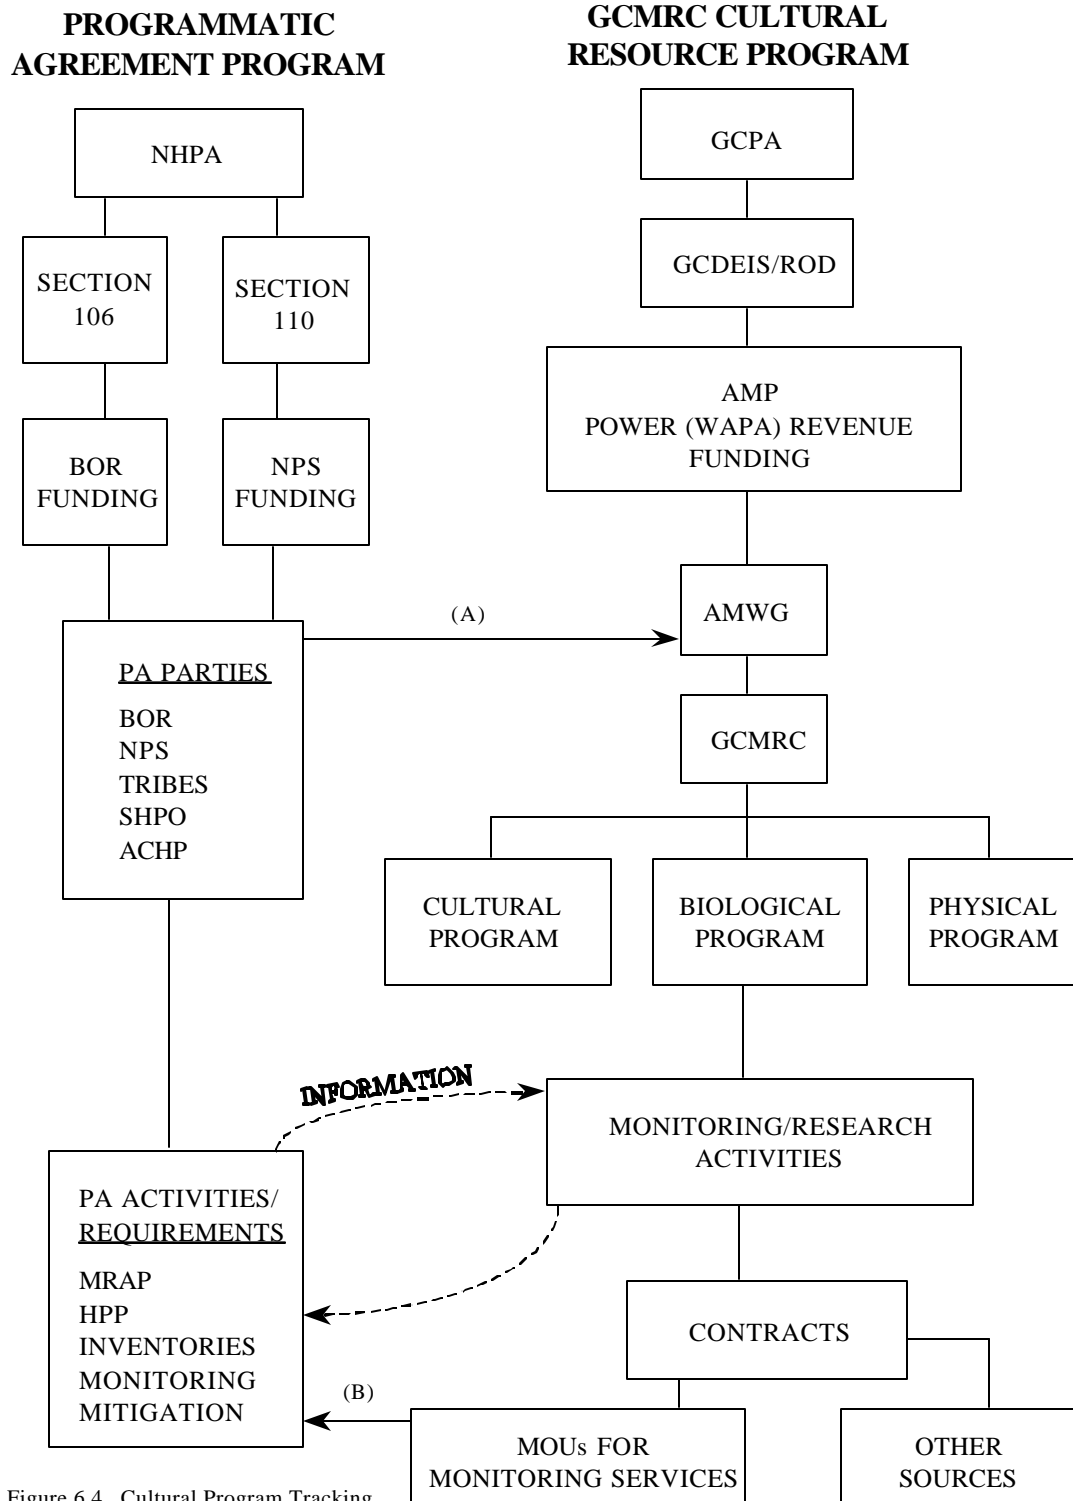 PROGRAMMATIC
AGREEMENT PROGRAM
NHPA
SECTION
106
SECTION
110
BOR
FUNDING
NPS
FUNDING
PA PARTIES
BOR
NPS
TRIBES
SHPO
ACHP
PA ACTIVITIES/
REQUIREMENTS
MRAP
HPP
INVENTORIES
MONITORING
MITIGATION
(A)
INFORMATION
(B)
GCMRC CULTURAL
RESOURCE PROGRAM
GCPA
GCDEIS/ROD
AMP
POWER (WAPA) REVENUE
FUNDING
AMWG
GCMRC
CULTURAL
PROGRAM
BIOLOGICAL
PROGRAM
PHYSICAL
PROGRAM
MONITORING/RESEARCH
ACTIVITIES
CONTRACTS
MOUs FOR
MONITORING SERVICES
OTHER
SOURCES
Figure 6.4 Cultural Program Tracking